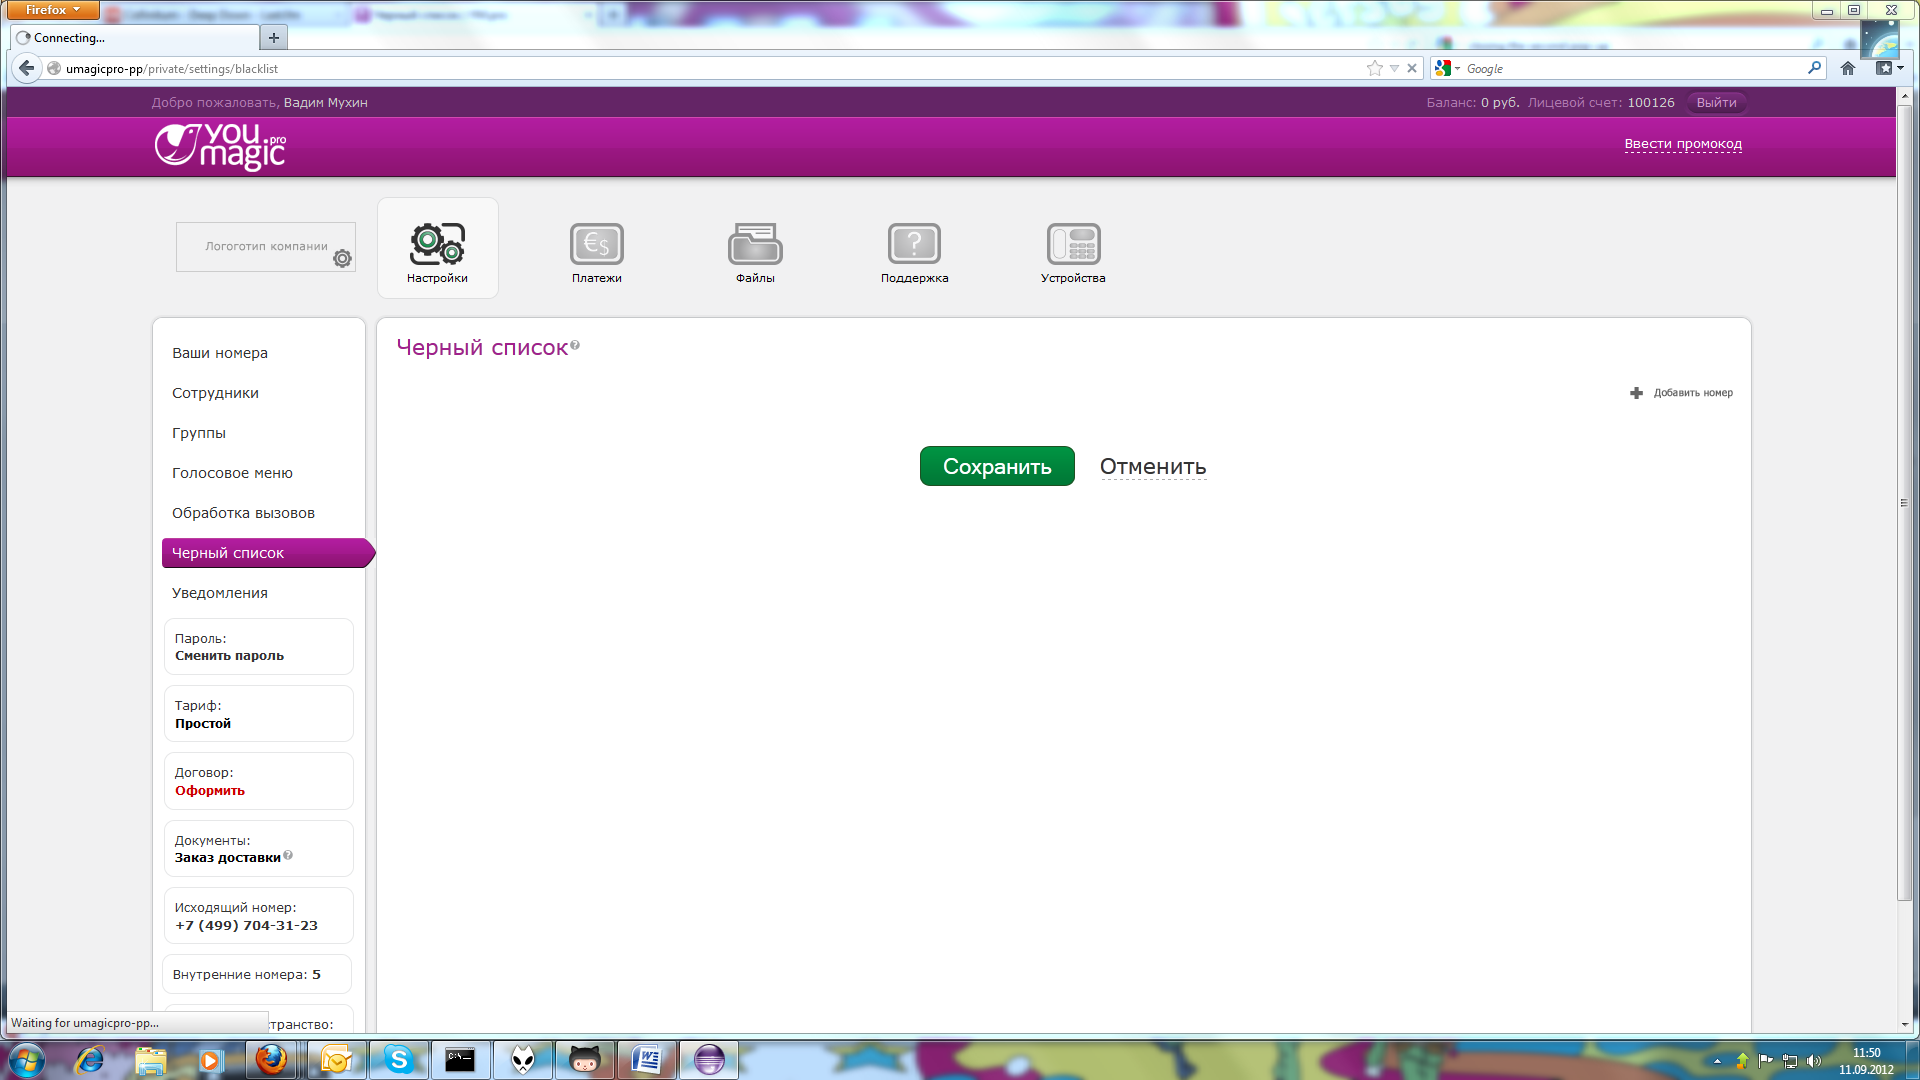 Firefox
Connecting...
umagicpro-pp/private/settings/blacklist
Google
Добро пожаловать, Вадим Мухин
Баланс: 0 руб. Лицевой счет: 100126 Выйти
you pro
magic
Ввести промокод
Логоготип компании
Настройки
Платежи
Файлы
Поддержка
Устройства
Ваши номера
Сотрудники
Группы
Голосовое меню
Обработка вызовов
Черный список
Уведомления
Пароль:
Сменить пароль
Тариф:
Простой
Договор:
Оформить
Документы:
Заказ доставки
Исходящий номер:
+7 (499) 704-31-23
Внутренние номера: 5
транство:
Черный список
Добавить номер
Сохранить
Отменить
Waiting for umagicpro-pp...
11:50
11.09.2012